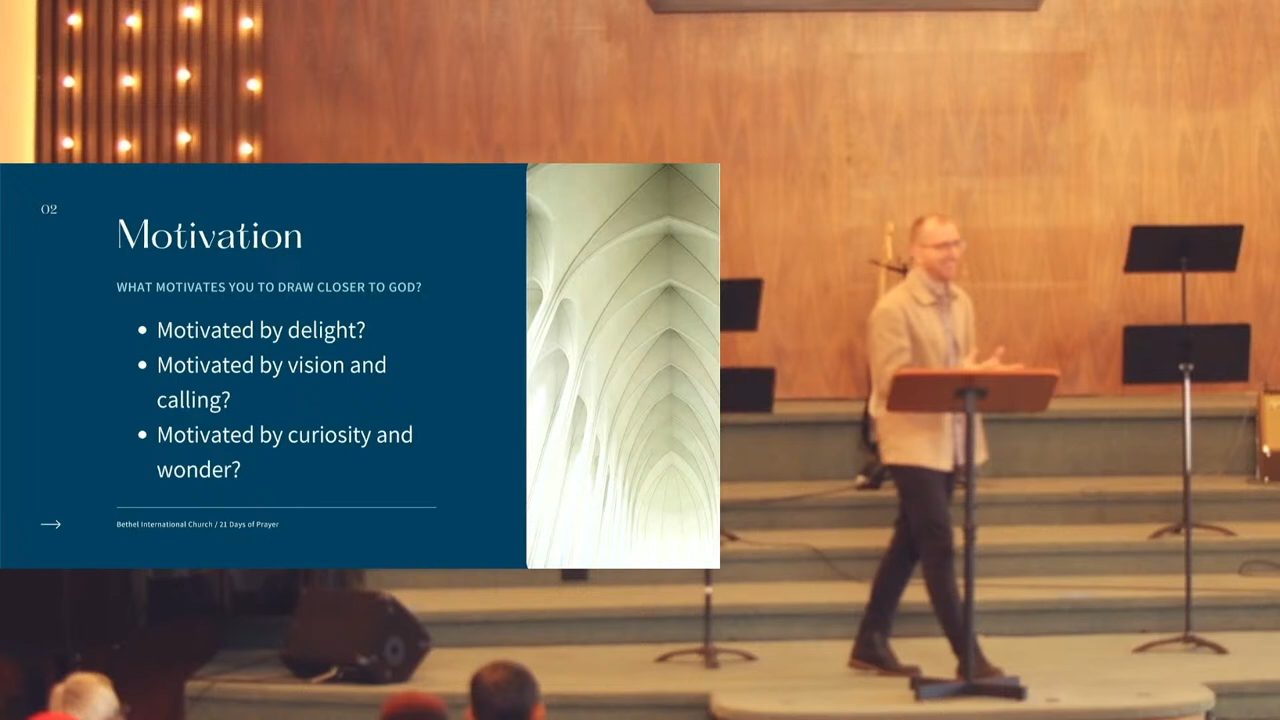 02
Motivation
WHAT MOTIVATES YOU TO DRAW CLOSER TO GOD?
• Motivated by delight?
• Motivated by vision and
calling?
• Motivated by curiosity and
wonder?
Bethel International Church / 21 Days of Prayer